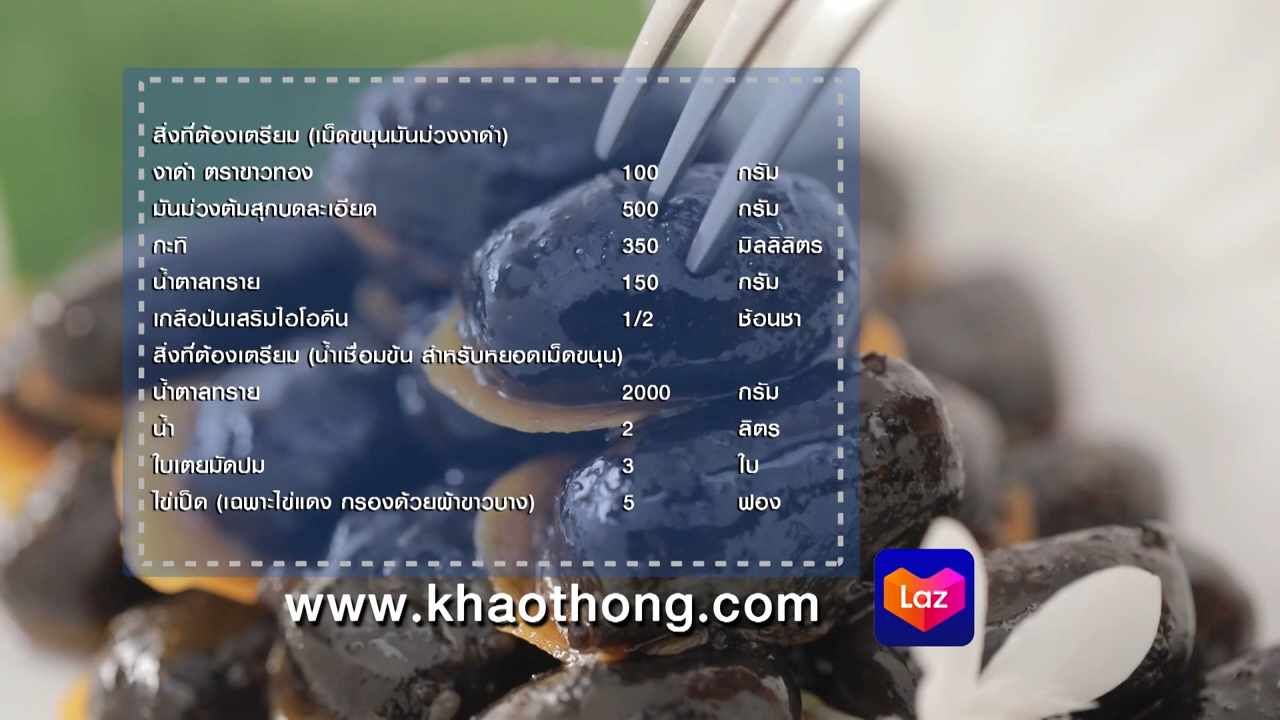 สิ่งที่ต้องเตรียม (เม็ดขนุนมันม่วงงาดำ)
งาดำ ตราขาวทอง 100 กรัม
มันม่วงต้มสุกบดละเอียด 500 กรัม
กะทิ 350 มิลลิลิตร
น้ำตาลทราย 150 กรัม
เกลือป่นเสริมไอโอดีน 1/2 ช้อนชา
สิ่งที่ต้องเตรียม (น้ำเชื่อมข้น สำหรับหยอดเม็ดขนุน)
น้ำตาลทราย 2000 กรัม
น้ำ 2 ลิตร
ใบเตยมัดปม 3 ใบ
ไข่เป็ด (เฉพาะไข่แดง กรองด้วยผ้าขาวบาง) 5 ฟอง
www.khaothong.com
Laz